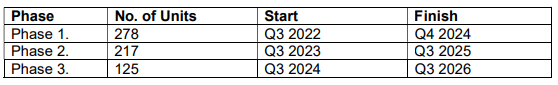 Phase No. of Units Start Finish
Phase 1. 278 Q3 2022 Q4 2024
Phase 2. 217 Q3 2023 Q3 2025
Phase 3. 125 Q3 2024 Q3 2026